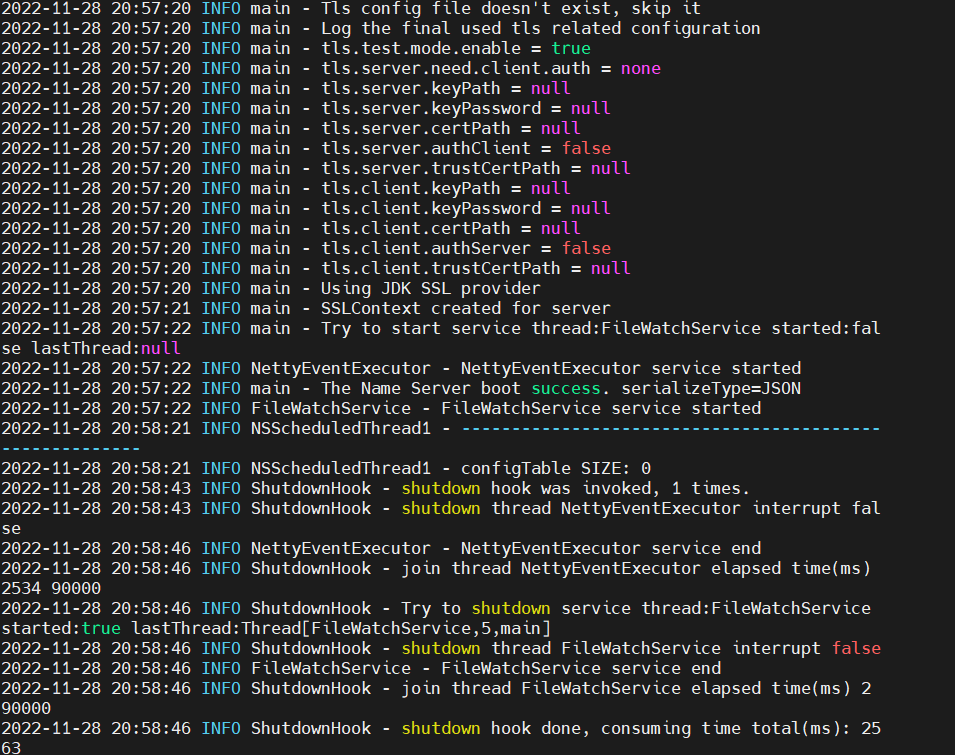 2022-11-28 20:57:20 INFO main - Tls config file doesn't exist, skip it
2022-11-28 20:57:20 INFO main - Log the final used tls related configuration
2022-11-28 20:57:20 INFO main - tls.test.mode.enable = true
2022-11-28 20:57:20 INFO main - tls.server.need.client.auth = none
2022-11-28 20:57:20 INFO main - tls.server.keyPath = null
2022-11-28 20:57:20 INFO main - tls.server.keyPassword = null
2022-11-28 20:57:20 INFO main - tls.server.certPath = null
2022-11-28 20:57:20 INFO main - tls.server.authClient = false
2022-11-28 20:57:20 INFO main - tls.server.trustCertPath = null
2022-11-28 20:57:20 INFO main - tls.client.keyPath = null
2022-11-28 20:57:20 INFO main - tls.client.keyPassword = null
2022-11-28 20:57:20 INFO main - tls.client.certPath = null
2022-11-28 20:57:20 INFO main - tls.client.authServer = false
2022-11-28 20:57:20 INFO main - tls.client.trustCertPath = null
2022-11-28 20:57:20 INFO main - Using JDK SSL provider
2022-11-28 20:57:21 INFO main - SSLContext created for server
2022-11-28 20:57:22 INFO main - Try to start service thread:FileWatchService started:fal
se lastThread:null
2022-11-28 20:57:22 INFO NettyEventExecutor - NettyEventExecutor service started
2022-11-28 20:57:22 INFO main - The Name Server boot success. serializeType=JSON
2022-11-28 20:57:22 INFO FileWatchService - FileWatchService service started
2022-11-28 20:58:21 INFO NSScheduledThread1 - ------------------------------------------
--------------
2022-11-28 20:58:21 INFO NSScheduledThread1 - configTable SIZE: 0
2022-11-28 20:58:43 INFO ShutdownHook - shutdown hook was invoked, 1 times.
2022-11-28 20:58:43 INFO ShutdownHook - shutdown thread NettyEventExecutor interrupt fal
se
2022-11-28 20:58:46 INFO NettyEventExecutor - NettyEventExecutor service end
2022-11-28 20:58:46 INFO ShutdownHook - join thread NettyEventExecutor elapsed time(ms)
2534 90000
2022-11-28 20:58:46 INFO ShutdownHook - Try to shutdown service thread:FileWatchService
started:true lastThread:Thread[FileWatchService,5,main]
2022-11-28 20:58:46 INFO ShutdownHook - shutdown thread FileWatchService interrupt false
2022-11-28 20:58:46 INFO FileWatchService - FileWatchService service end
2022-11-28 20:58:46 INFO ShutdownHook - join thread FileWatchService elapsed time(ms) 2
90000
2022-11-28 20:58:46 INFO ShutdownHook - shutdown hook done, consuming time total(ms): 25
63